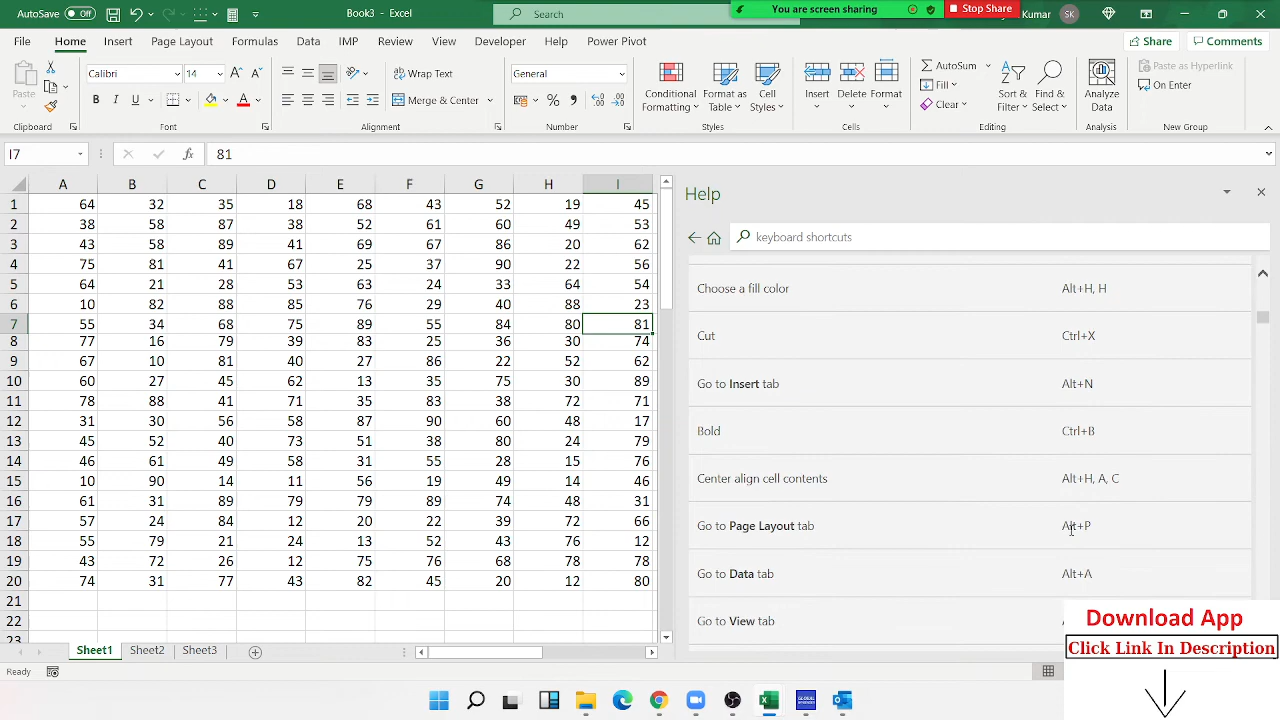 AutoSave Off Book8 - Excel Search You are screen sharing Stop Share Kumar SK
File Home Insert Page Layout Formulas Data IMP Review View Developer Help Power Pivot Share Comments
Paste Calibri 14 Wrap Text General Conditional Format as Cell Insert Delete Format AutoSum Sort & Find & Analyze Paste as Hyperlink
B I U Merge & Center Formatting Table Styles Fill Clear Filter Select Data On Enter
Clipboard Font Alignment Number Styles Cells Editing Analysis New Group
I7 fx 81
A B C D E F G H I
1 64 32 35 18 68 43 52 19 45
2 38 58 87 38 52 61 60 49 53
3 43 58 89 41 69 67 86 20 62
4 75 81 41 67 25 37 90 22 56
5 64 21 28 53 63 24 33 64 54
6 10 82 88 85 76 29 40 88 23
7 55 34 68 75 89 55 84 80 81
8 77 16 79 39 83 25 36 30 74
9 67 10 81 40 27 86 22 52 62
10 60 27 45 62 13 35 75 30 89
11 78 88 41 71 35 83 38 72 71
12 31 30 56 58 87 90 60 48 17
13 45 52 40 73 51 38 80 24 79
14 46 61 49 58 31 55 28 15 76
15 10 90 14 11 50 19 49 14 46
16 61 31 89 79 79 89 74 48 31
17 57 24 84 12 20 22 39 72 66
18 55 79 21 24 13 52 43 76 12
19 43 72 26 12 75 76 68 78 78
20 74 31 77 43 82 45 20 12 80
21
22
23
Sheet1 Sheet2 Sheet3
Ready
Help
keyboard shortcuts
Choose a fill color Alt+H, H
Cut Ctrl+X
Go to Insert tab Alt+N
Bold Ctrl+B
Center align cell contents Alt+H, A, C
Go to Page Layout tab Alt+P
Go to Data tab Alt+A
Go to View tab
Download App
Click Link In Description